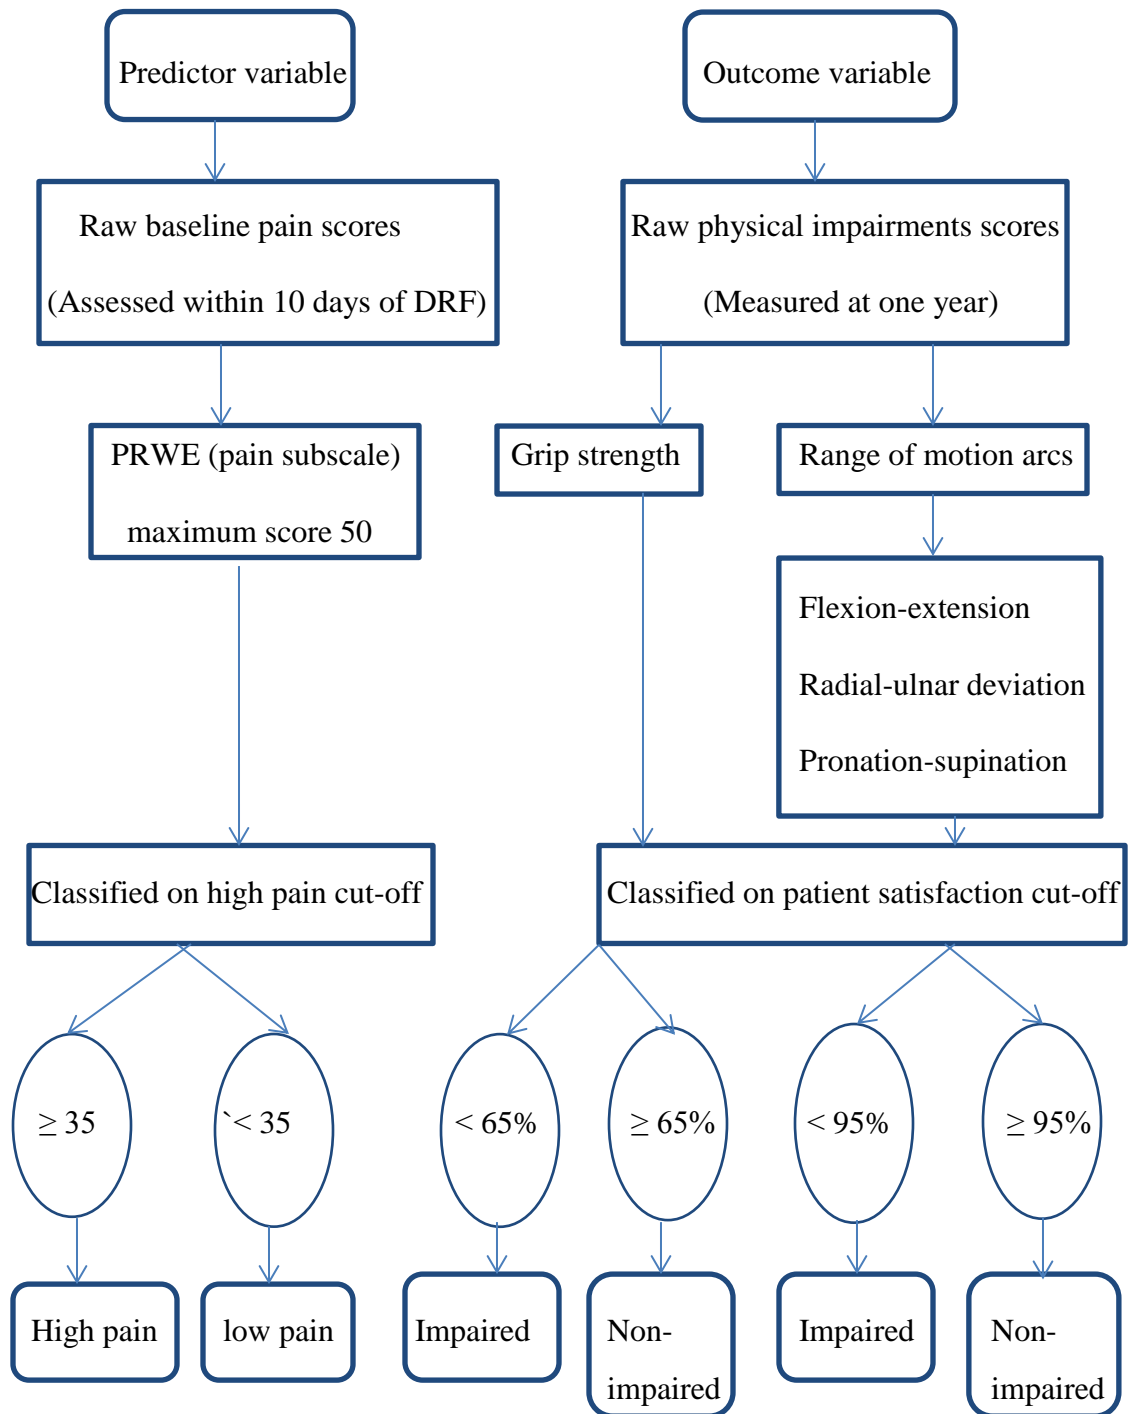 Predictor variable
Outcome variable
Raw baseline pain scores
(Assessed within 10 days of DRF)
Raw physical impairments scores
(Measured at one year)
PRWE (pain subscale)
maximum score 50
Grip strength
Range of motion arcs
Flexion-extension
Radial-ulnar deviation
Pronation-supination
Classified on high pain cut-off
Classified on patient satisfaction cut-off
≥ 35
`< 35
< 65%
≥ 65%
< 95%
≥ 95%
High pain
low pain
Impaired
Non-
impaired
Impaired
Non-
impaired